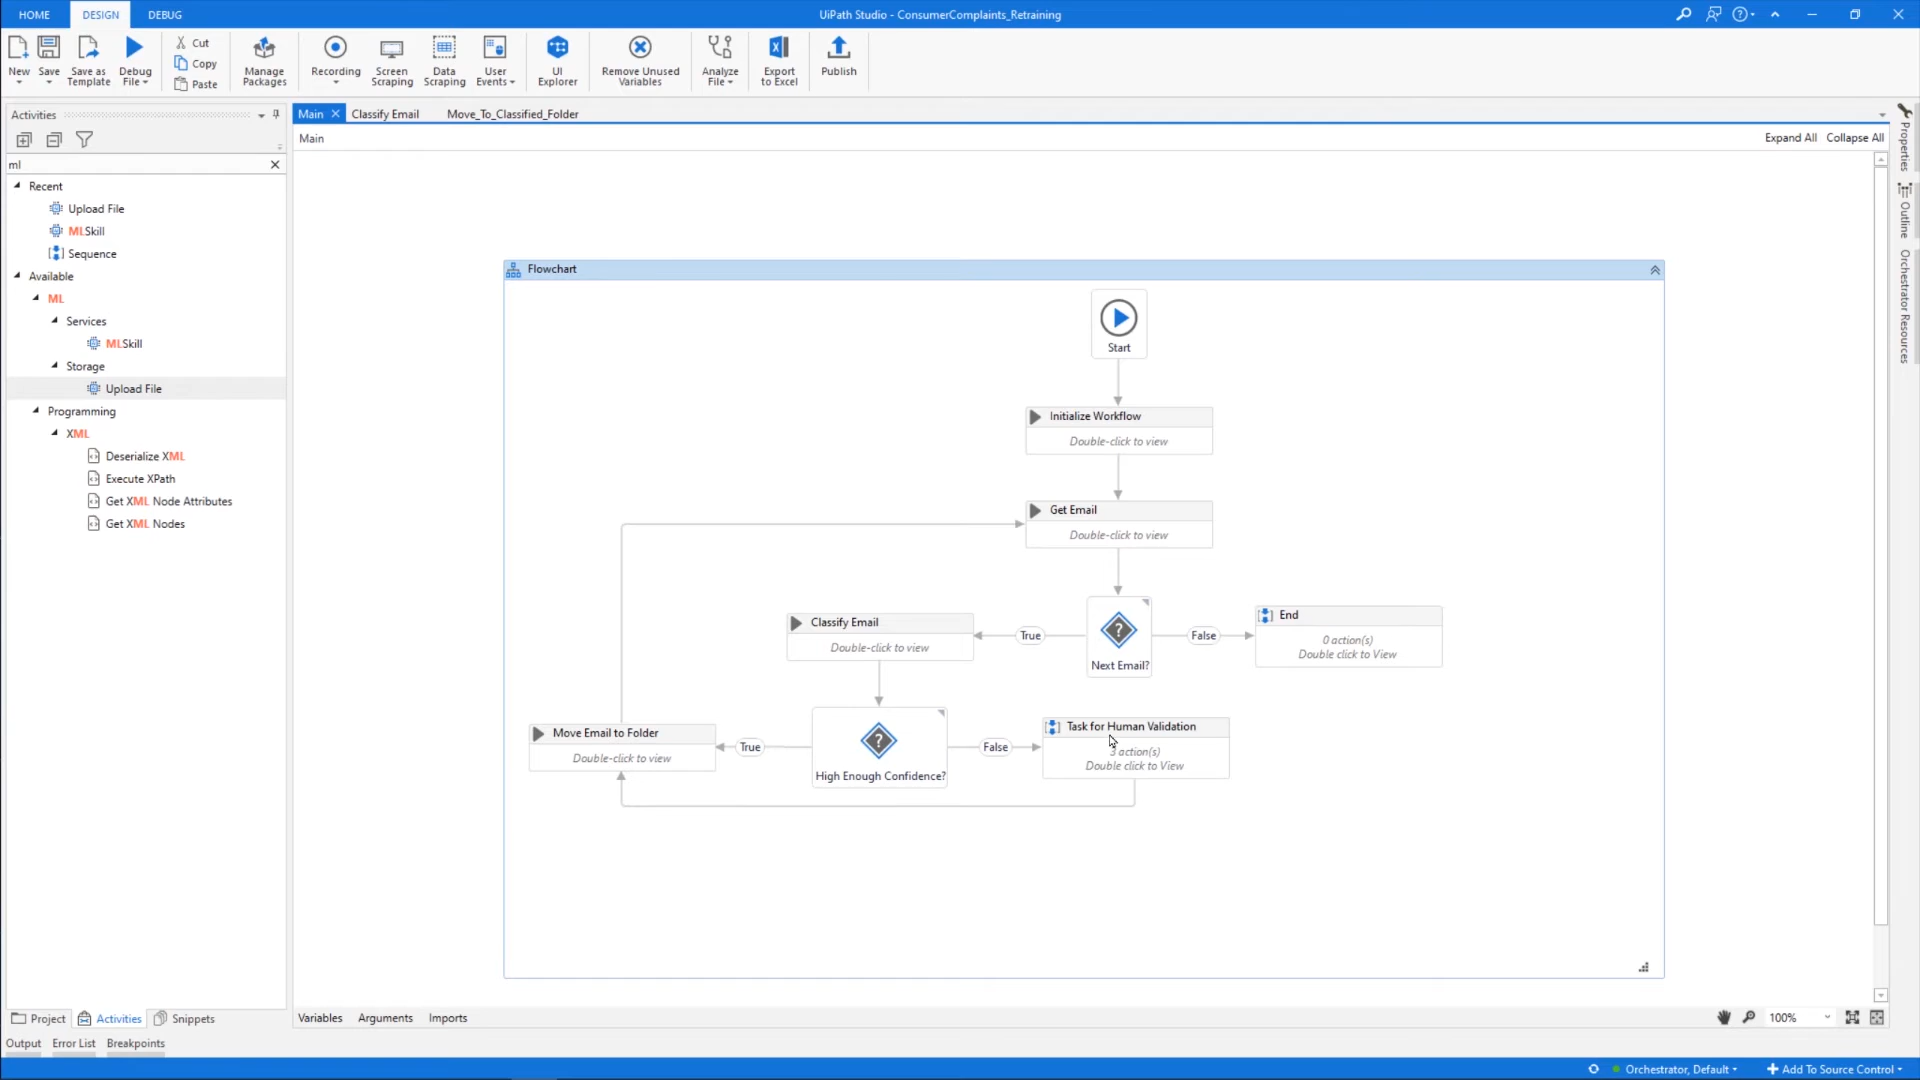 HOME
DESIGN
DEBUG
UiPath Studio - ConsumerComplaints_Retraining
New
Save
Save as Template
Debug File
Cut
Copy
Paste
Manage Packages
Recording
Screen Scraping
Data Scraping
User Events
UI Explorer
Remove Unused Variables
Analyze File
Export to Excel
Publish
Activities
Main
Classify Email
Move_To_Classified_Folder
Main
Expand All
Collapse All
ml
Recent
Upload File
MLSkill
Sequence
Available
ML
Services
MLSkill
Storage
Upload File
Programming
XML
Deserialize XML
Execute XPath
Get XML Node Attributes
Get XML Nodes
Flowchart
Start
Initialize Workflow
Double-click to view
Get Email
Double-click to view
Next Email?
True
False
Classify Email
Double-click to view
End
0 action(s)
Double click to View
Move Email to Folder
Double-click to view
True
High Enough Confidence?
False
Task for Human Validation
3 action(s)
Double click to View
Properties
Outline
Orchestrator Resources
Project
Activities
Snippets
Variables
Arguments
Imports
100%
Output
Error List
Breakpoints
Orchestrator, Default
Add To Source Control